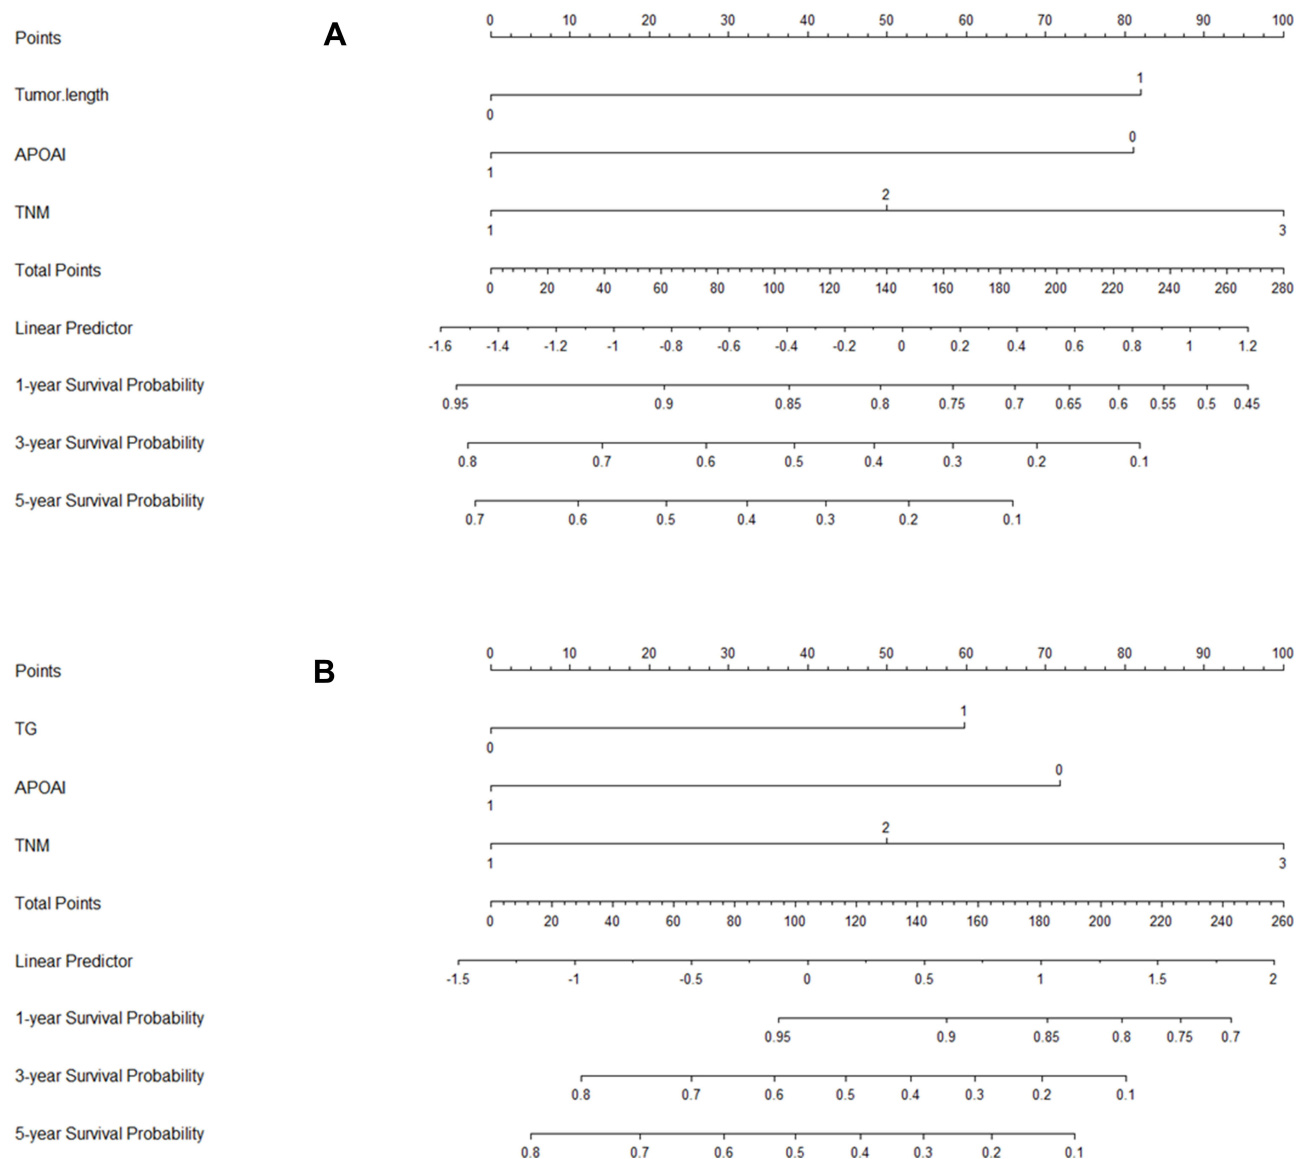 A
Points 0 10 20 30 40 50 60 70 80 90 100
Tumor.length 0 1
APOAI 1 0
TNM 1 2 3
Total Points 0 20 40 60 80 100 120 140 160 180 200 220 240 260 280
Linear Predictor -1.6 -1.4 -1.2 -1 -0.8 -0.6 -0.4 -0.2 0 0.2 0.4 0.6 0.8 1 1.2
1-year Survival Probability 0.95 0.9 0.85 0.8 0.75 0.7 0.65 0.6 0.55 0.5 0.45
3-year Survival Probability 0.8 0.7 0.6 0.5 0.4 0.3 0.2 0.1
5-year Survival Probability 0.7 0.6 0.5 0.4 0.3 0.2 0.1
B
Points 0 10 20 30 40 50 60 70 80 90 100
TG 0 1
APOAI 1 0
TNM 1 2 3
Total Points 0 20 40 60 80 100 120 140 160 180 200 220 240 260
Linear Predictor -1.5 -1 -0.5 0 0.5 1 1.5 2
1-year Survival Probability 0.95 0.9 0.85 0.8 0.75 0.7
3-year Survival Probability 0.8 0.7 0.6 0.5 0.4 0.3 0.2 0.1
5-year Survival Probability 0.8 0.7 0.6 0.5 0.4 0.3 0.2 0.1